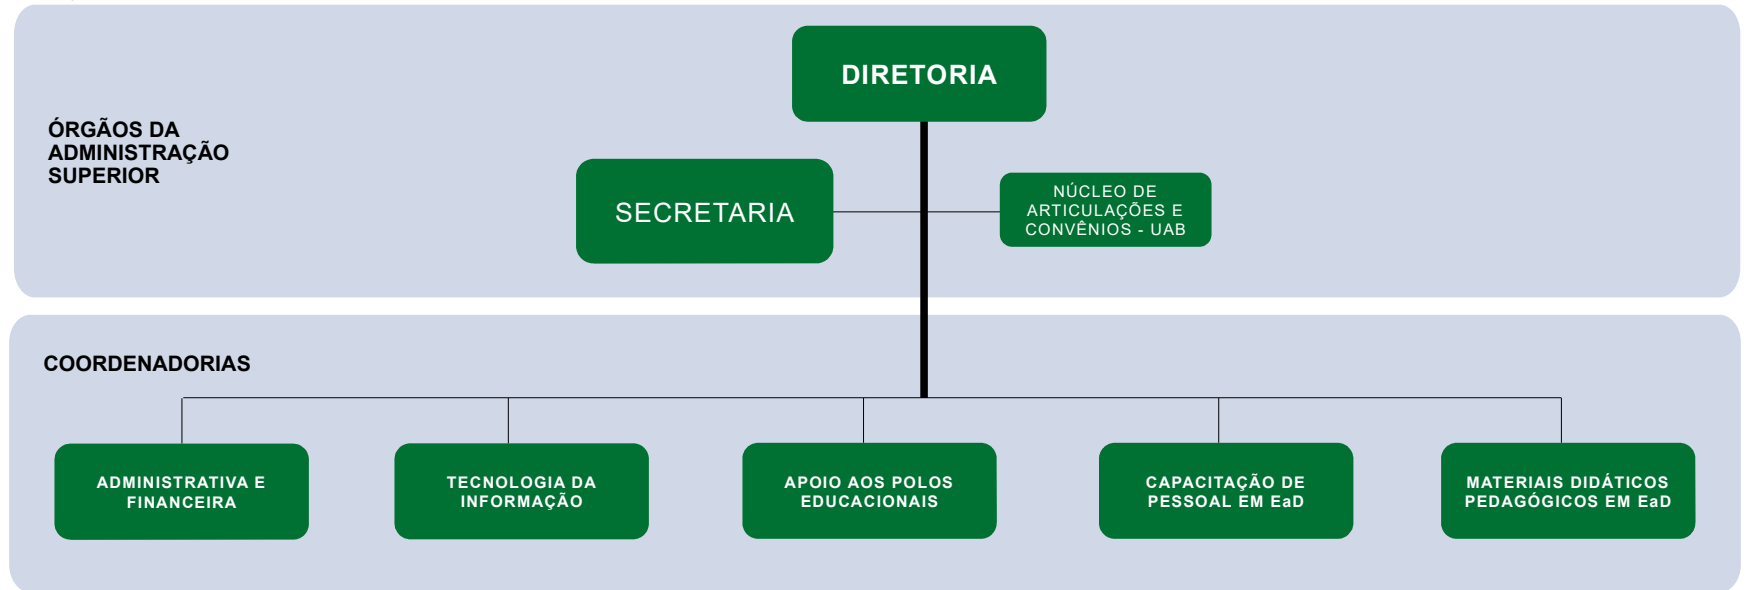 DIRETORIA
ÓRGÃOS DA
ADMINISTRAÇÃO
SUPERIOR
SECRETARIA
NÚCLEO DE
ARTICULAÇÕES E
CONVÊNIOS - UAB
COORDENADORIAS
ADMINISTRATIVA E
FINANCEIRA
TECNOLOGIA DA
INFORMAÇÃO
APOIO AOS POLOS
EDUCACIONAIS
CAPACITAÇÃO DE
PESSOAL EM EaD
MATERIAIS DIDÁTICOS
PEDAGÓGICOS EM EaD